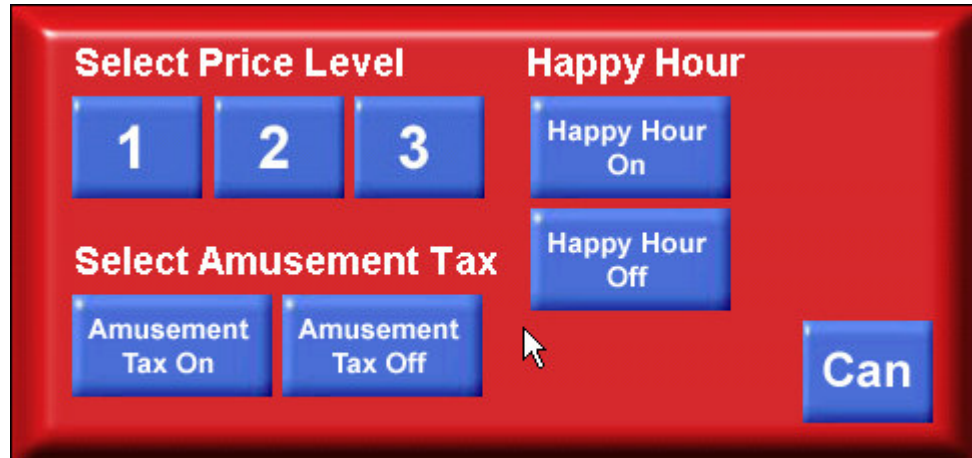 Select Price Level
1 2 3
Select Amusement Tax
Amusement
Tax On
Amusement
Tax Off
Happy Hour
Happy Hour
On
Happy Hour
Off
Can